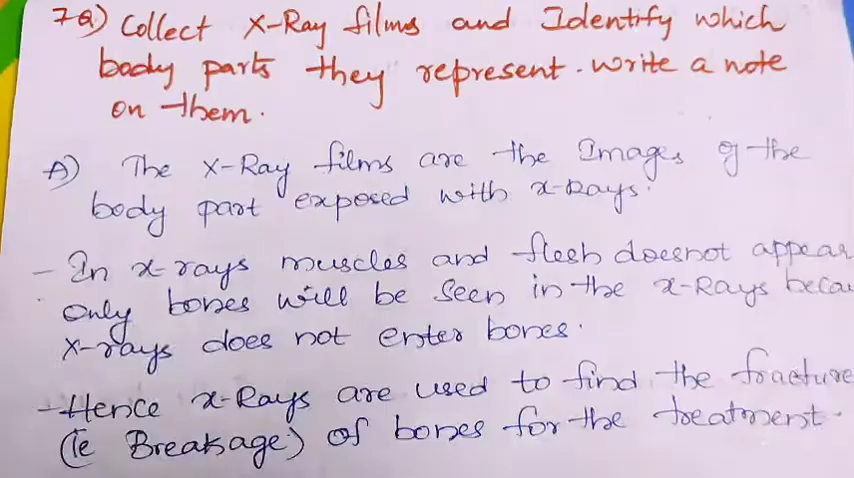 7Q) Collect X-Ray films and Identify which
body parts they represent. Write a note
on them.
A) The X-Ray films are the Images of the
body part exposed with x-Rays.
- In x-rays muscles and flesh doesnot appear
only bones will be seen in the x-Rays becau
X-rays does not enter bones.
- Hence x-Rays are used to find the fracture
(ie Breakage) of bones for the treatment.